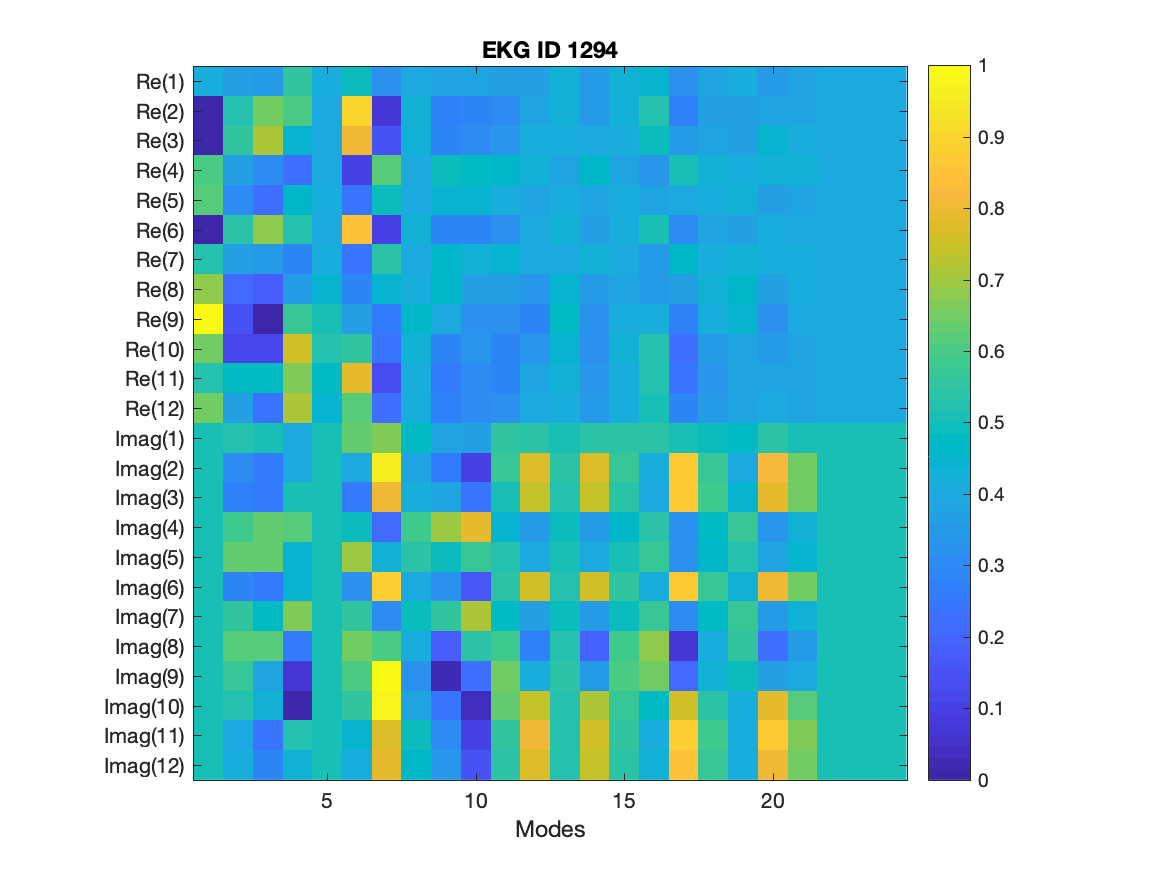 EKG ID 1294
Re(1)
Re(2)
Re(3)
Re(4)
Re(5)
Re(6)
Re(7)
Re(8)
Re(9)
Re(10)
Re(11)
Re(12)
Imag(1)
Imag(2)
Imag(3)
Imag(4)
Imag(5)
Imag(6)
Imag(7)
Imag(8)
Imag(9)
Imag(10)
Imag(11)
Imag(12)
5 10 15 20
Modes
1
0.9
0.8
0.7
0.6
0.5
0.4
0.3
0.2
0.1
0